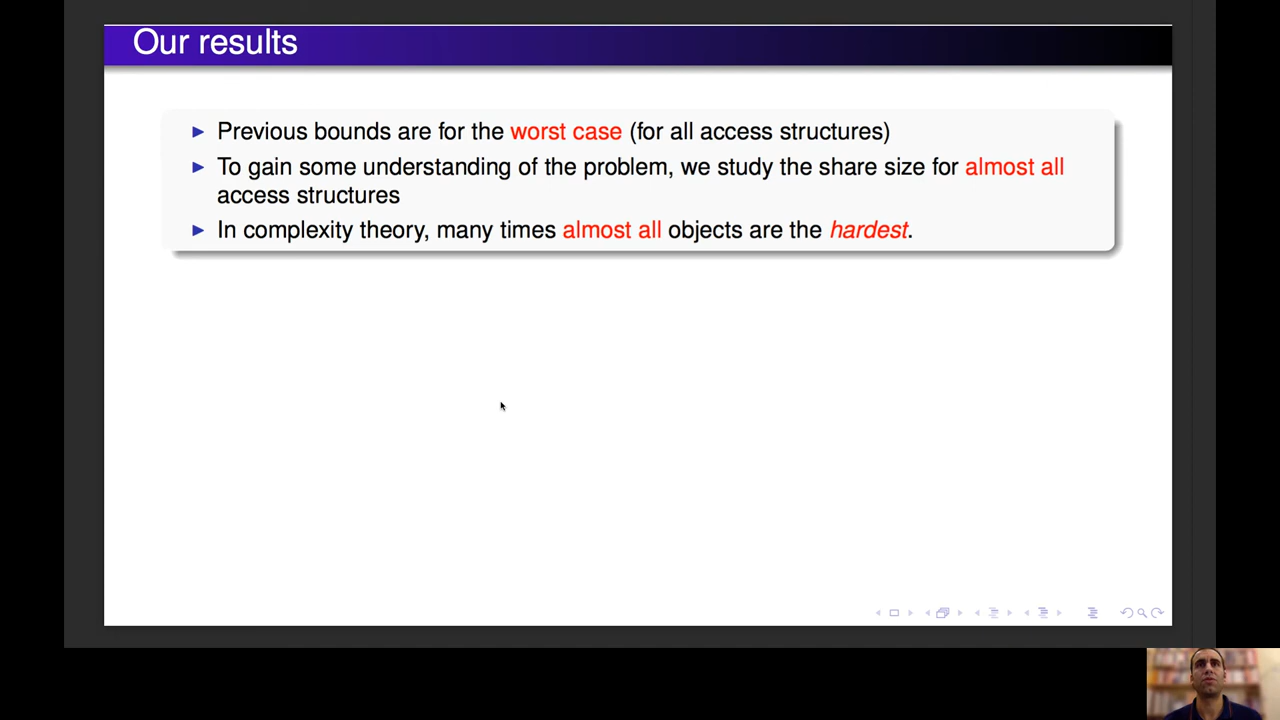 Our results
Previous bounds are for the worst case (for all access structures)
To gain some understanding of the problem, we study the share size for almost all
access structures
In complexity theory, many times almost all objects are the hardest.